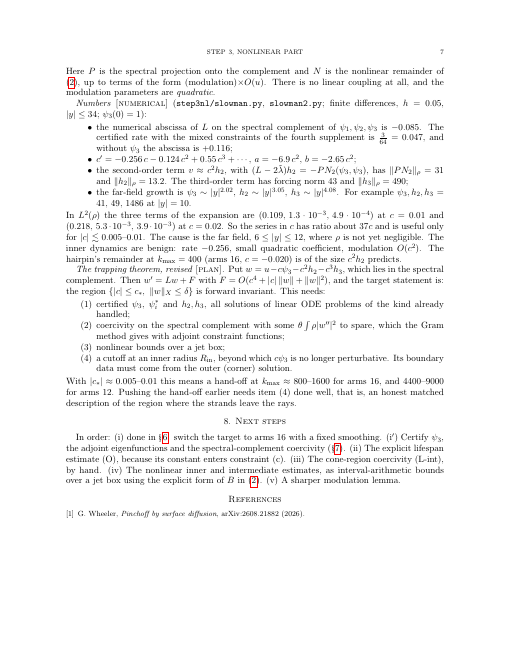 STEP 3, NONLINEAR PART 7
Here P is the spectral projection onto the complement and N is the nonlinear remainder of
(2), up to terms of the form (modulation)×O(u). There is no linear coupling at all, and the
modulation parameters are quadratic.
Numbers [NUMERICAL] (step3nl/slowman.py, slowman2.py; finite differences, h = 0.05,
|y| ≤ 34; ψ₃(0) = 1):
• the numerical abscissa of L on the spectral complement of ψ₁, ψ₂, ψ₃ is −0.085. The
certified rate with the mixed constraints of the fourth supplement is 3/64 = 0.047, and
without ψ₃ the abscissa is +0.116;
• c′ = −0.256 c − 0.124 c² + 0.55 c³ + ⋯, a = −6.9 c², b = −2.65 c²;
• the second-order term v ≈ c²h₂, with (L − 2λ̂)h₂ = −PN₂(ψ₃, ψ₃), has ‖PN₂‖ρ = 31
and ‖h₂‖ρ = 13.2. The third-order term has forcing norm 43 and ‖h₃‖ρ = 490;
• the far-field growth is ψ₃ ∼ |y|^2.02, h₂ ∼ |y|^3.05, h₃ ∼ |y|^4.08. For example ψ₃, h₂, h₃ =
41, 49, 1486 at |y| = 10.
In L²(ρ) the three terms of the expansion are (0.109, 1.3 · 10⁻³, 4.9 · 10⁻⁴) at c = 0.01 and
(0.218, 5.3 · 10⁻³, 3.9 · 10⁻³) at c = 0.02. So the series in c has ratio about 37c and is useful only
for |c| ≲ 0.005–0.01. The cause is the far field, 6 ≤ |y| ≤ 12, where ρ is not yet negligible. The
inner dynamics are benign: rate −0.256, small quadratic coefficient, modulation O(c²). The
hairpin's remainder at kmax = 400 (arms 16, c = −0.020) is of the size c²h₂ predicts.
The trapping theorem, revised [PLAN]. Put w = u−cψ₃−c²h₂−c³h₃, which lies in the spectral
complement. Then w′ = Lw + F with F = O(c⁴ + |c|‖w‖ + ‖w‖²), and the target statement is:
the region {|c| ≤ c*, ‖w‖X ≤ δ} is forward invariant. This needs:
(1) certified ψ₃, ψ₃* and h₂, h₃, all solutions of linear ODE problems of the kind already
handled;
(2) coercivity on the spectral complement with some θ∫ρ|w″|² to spare, which the Gram
method gives with adjoint constraint functions;
(3) nonlinear bounds over a jet box;
(4) a cutoff at an inner radius Rin, beyond which cψ₃ is no longer perturbative. Its boundary
data must come from the outer (corner) solution.
With |c*| ≈ 0.005–0.01 this means a hand-off at kmax ≈ 800–1600 for arms 16, and 4400–9000
for arms 12. Pushing the hand-off earlier needs item (4) done well, that is, an honest matched
description of the region where the strands leave the rays.
8. NEXT STEPS
In order: (i) done in §6: switch the target to arms 16 with a fixed smoothing. (i′) Certify ψ₃,
the adjoint eigenfunctions and the spectral-complement coercivity (§7). (ii) The explicit lifespan
estimate (O), because its constant enters constraint (c). (iii) The cone-region coercivity (L-int),
by hand. (iv) The nonlinear inner and intermediate estimates, as interval-arithmetic bounds
over a jet box using the explicit form of B in (2). (v) A sharper modulation lemma.
REFERENCES
[1] G. Wheeler, Pinchoff by surface diffusion, arXiv:2608.21882 (2026).